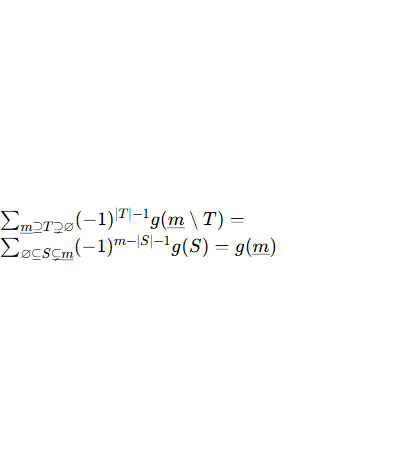 ∑_{\underline{m}⊇T⊋∅}(−1)^{|T|−1}g(\underline{m} \ T) =
∑_{∅⊆S⊊\underline{m}}(−1)^{m−|S|−1}g(S) = g(\underline{m})